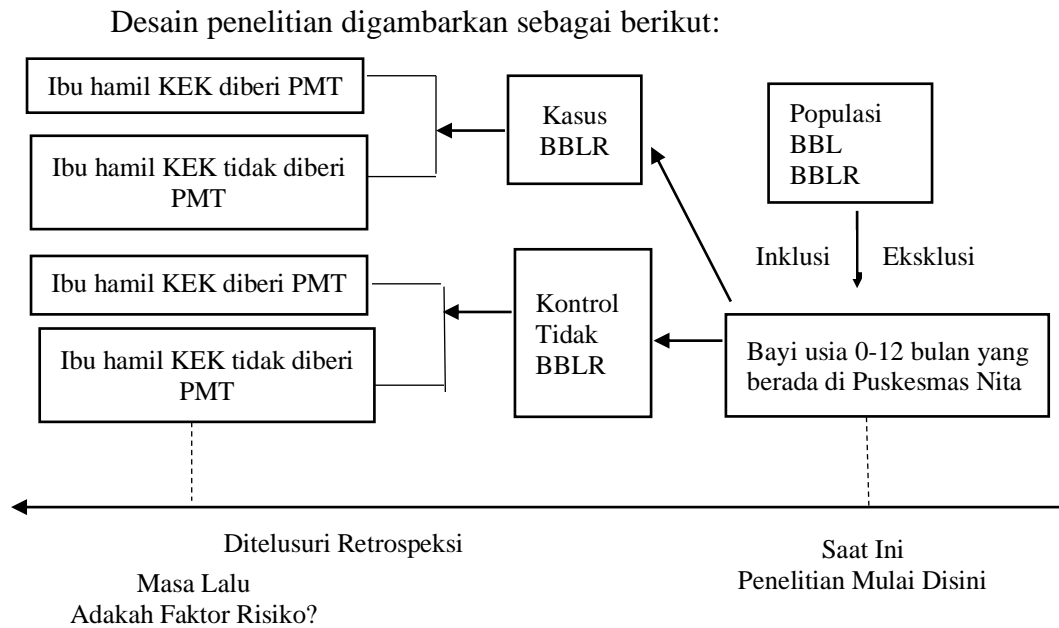 Desain penelitian digambarkan sebagai berikut:
Ibu hamil KEK diberi PMT
Ibu hamil KEK tidak diberi
PMT
Kasus
BBLR
Populasi
BBL
BBLR
Inklusi
Eksklusi
Ibu hamil KEK diberi PMT
Ibu hamil KEK tidak diberi
PMT
Kontrol
Tidak
BBLR
Bayi usia 0-12 bulan yang
berada di Puskesmas Nita
Ditelusuri Retrospeksi
Masa Lalu
Adakah Faktor Risiko?
Saat Ini
Penelitian Mulai Disini